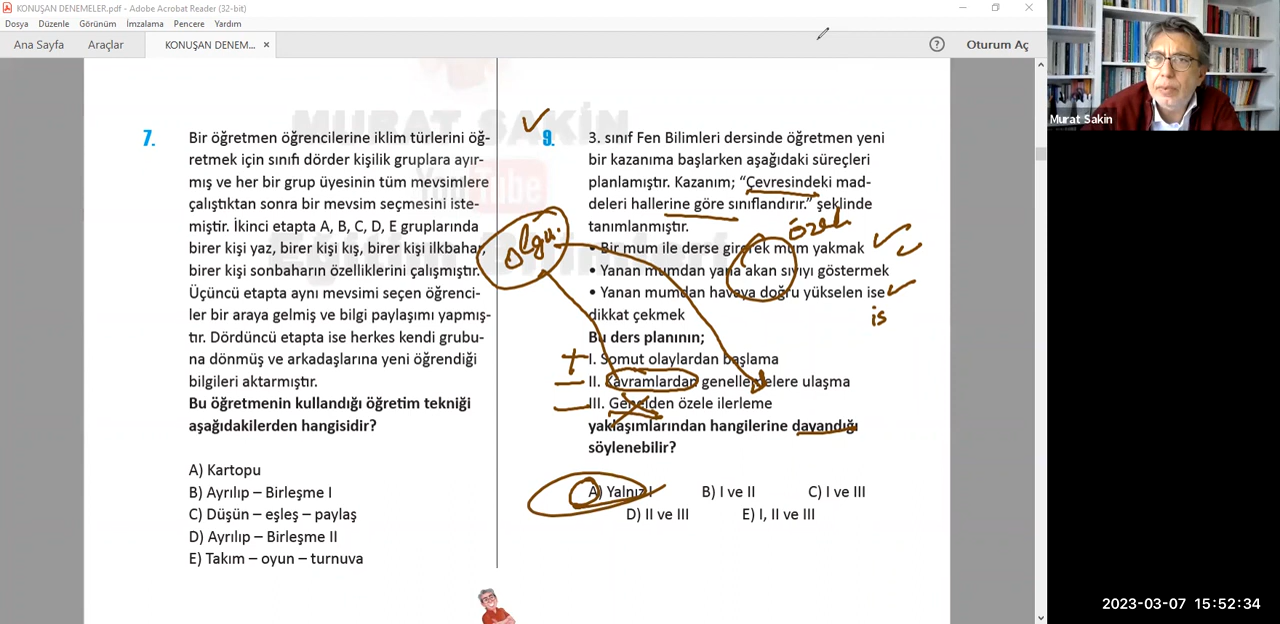 KONUŞAN DENEMELER.pdf - Adobe Acrobat Reader (32-bit)
Dosya Düzenle Görünüm İmzalama Pencere Yardım
Ana Sayfa Araçlar KONUŞAN DENEM... × Oturum Aç
MURAT SAKİN
YouTube
Eğitim Bilimleri
7. Bir öğretmen öğrencilerine iklim türlerini öğ-
retmek için sınıfı dörder kişilik gruplara ayır-
mış ve her bir grup üyesinin tüm mevsimlere
çalıştıktan sonra bir mevsim seçmesini iste-
miştir. İkinci etapta A, B, C, D, E gruplarında
birer kişi yaz, birer kişi kış, birer kişi ilkbahar,
birer kişi sonbaharın özelliklerini çalışmıştır.
Üçüncü etapta aynı mevsimi seçen öğrenci-
ler bir araya gelmiş ve bilgi paylaşımı yapmış-
tır. Dördüncü etapta ise herkes kendi grubu-
na dönmüş ve arkadaşlarına yeni öğrendiği
bilgileri aktarmıştır.
Bu öğretmenin kullandığı öğretim tekniği
aşağıdakilerden hangisidir?
A) Kartopu
B) Ayrılıp – Birleşme I
C) Düşün – eşleş – paylaş
D) Ayrılıp – Birleşme II
E) Takım – oyun – turnuva
9. 3. sınıf Fen Bilimleri dersinde öğretmen yeni
bir kazanıma başlarken aşağıdaki süreçleri
planlamıştır. Kazanım; “Çevresindeki mad-
deleri hallerine göre sınıflandırır.” şeklinde
tanımlanmıştır.
özel
Olgu.
• Bir mum ile derse girerek mum yakmak
• Yanan mumdan yana akan sıvıyı göstermek
• Yanan mumdan havaya doğru yükselen ise
dikkat çekmek
is
Bu ders planının;
I. Somut olaylardan başlama
II. Kavramlardan genellemelere ulaşma
III. Genelden özele ilerleme
yaklaşımlarından hangilerine dayandığı
söylenebilir?
A) Yalnız I B) I ve II C) I ve III
D) II ve III E) I, II ve III
Murat Sakin
2023-03-07 15:52:34